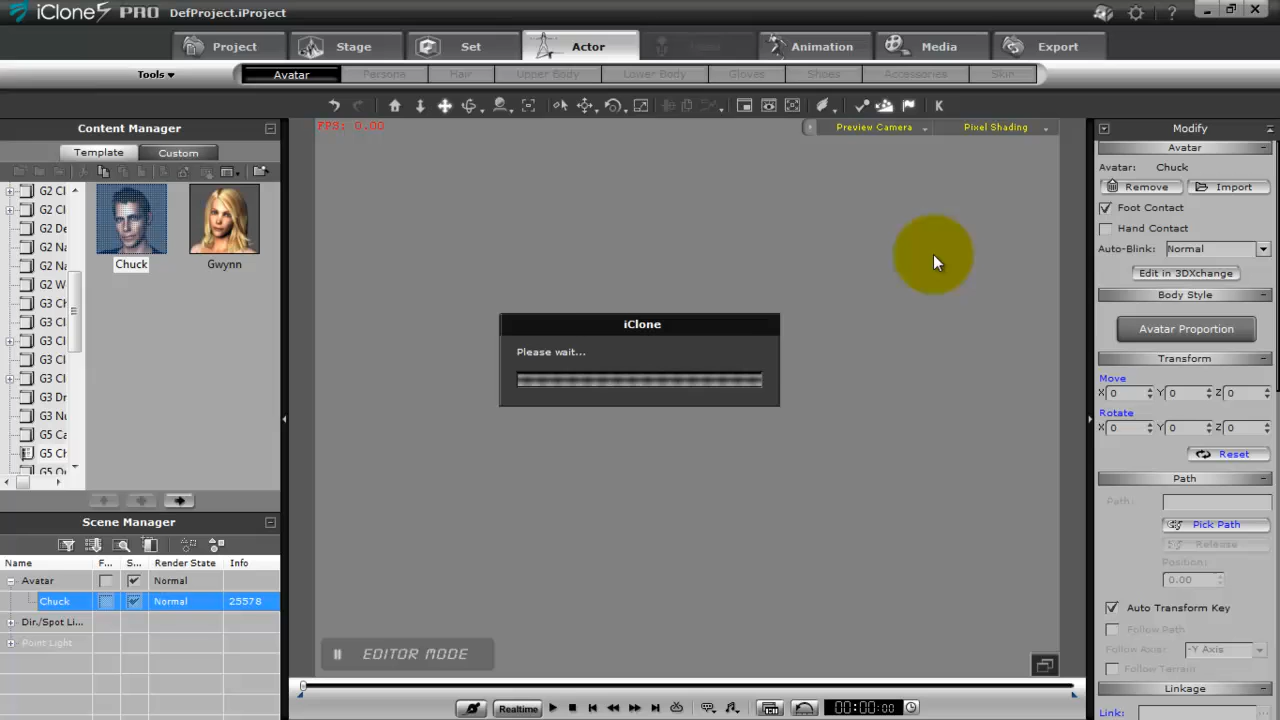 iClone5 PRO DefProject.iProject
Project Stage Set Actor Animation Media Export
Tools Avatar Persona Hair Upper Body Lower Body Gloves Shoes Accessories Skin
FPS: 0.00 Preview Camera Pixel Shading
Content Manager
Template Custom
G2 Cl
G2 Cl
G2 De
G2 Na
G2 Na
G2 W
G3 Ch
G3 Cl
G3 Cl
G3 Cl
G3 Dr
G3 Nu
G5 Ca
G5 Ch
G5 Or
Chuck Gwynn
iClone
Please wait...
Scene Manager
Name F... S... Render State Info
Avatar Normal
Chuck Normal 25578
Dir./Spot Li...
Point Light
EDITOR MODE
Realtime 00:00:00
Modify
Avatar
Avatar: Chuck
Remove Import
Foot Contact
Hand Contact
Auto-Blink: Normal
Edit in 3DXchange
Body Style
Avatar Proportion
Transform
Move
X 0 Y 0 Z 0
Rotate
X 0 Y 0 Z 0
Reset
Path
Path:
Pick Path
Release
Position:
0.00
Auto Transform Key
Follow Path
Follow Axis: -Y Axis
Follow Terrain
Linkage
Link: